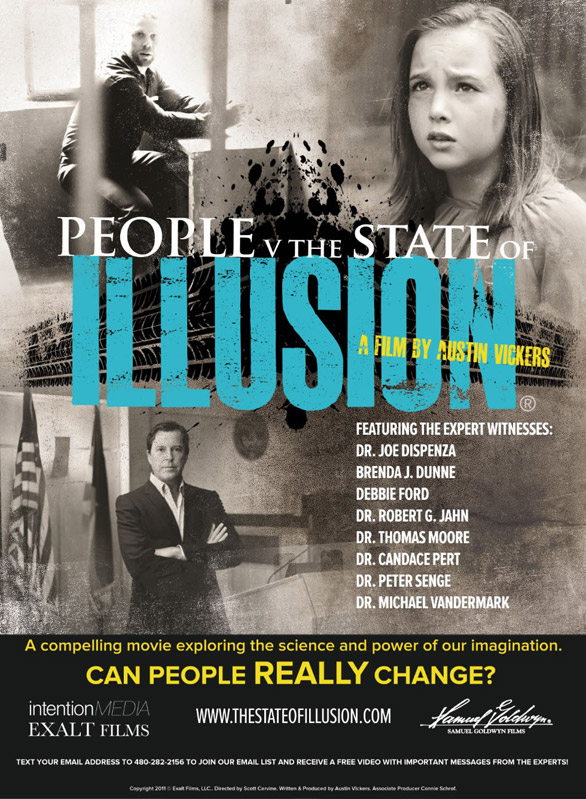 PEOPLE V THE STATE OF
ILLUSION®
A FILM BY AUSTIN VICKERS
FEATURING THE EXPERT WITNESSES:
DR. JOE DISPENZA
BRENDA J. DUNNE
DEBBIE FORD
DR. ROBERT G. JAHN
DR. THOMAS MOORE
DR. CANDACE PERT
DR. PETER SENGE
DR. MICHAEL VANDERMARK
A compelling movie exploring the science and power of our imagination.
CAN PEOPLE REALLY CHANGE?
intentionMEDIA
EXALT FILMS
WWW.THESTATEOFILLUSION.COM
Samuel Goldwyn.
SAMUEL GOLDWYN FILMS
TEXT YOUR EMAIL ADDRESS TO 480-282-2156 TO JOIN OUR EMAIL LIST AND RECEIVE A FREE VIDEO WITH IMPORTANT MESSAGES FROM THE EXPERTS!
Copyright 2011 © Exalt Films, LLC.. Directed by Scott Cervine. Written & Produced by Austin Vickers. Associate Producer Connie Schrof.